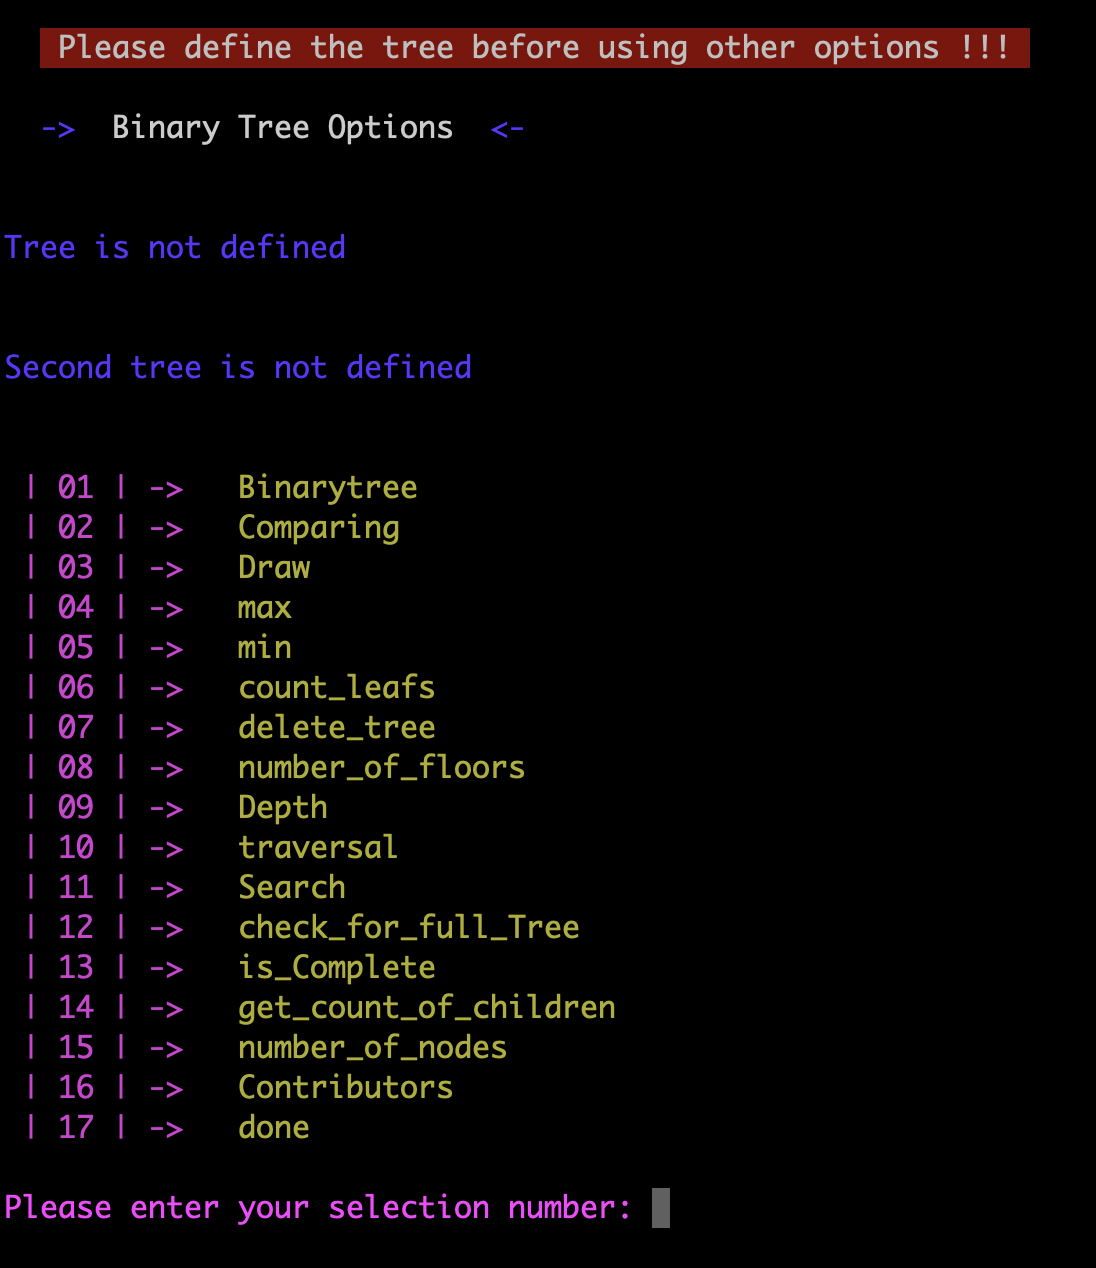 Please define the tree before using other options !!!
-> Binary Tree Options <-
Tree is not defined
Second tree is not defined
| 01 | -> Binarytree
| 02 | -> Comparing
| 03 | -> Draw
| 04 | -> max
| 05 | -> min
| 06 | -> count_leafs
| 07 | -> delete_tree
| 08 | -> number_of_floors
| 09 | -> Depth
| 10 | -> traversal
| 11 | -> Search
| 12 | -> check_for_full_Tree
| 13 | -> is_Complete
| 14 | -> get_count_of_children
| 15 | -> number_of_nodes
| 16 | -> Contributors
| 17 | -> done
Please enter your selection number: